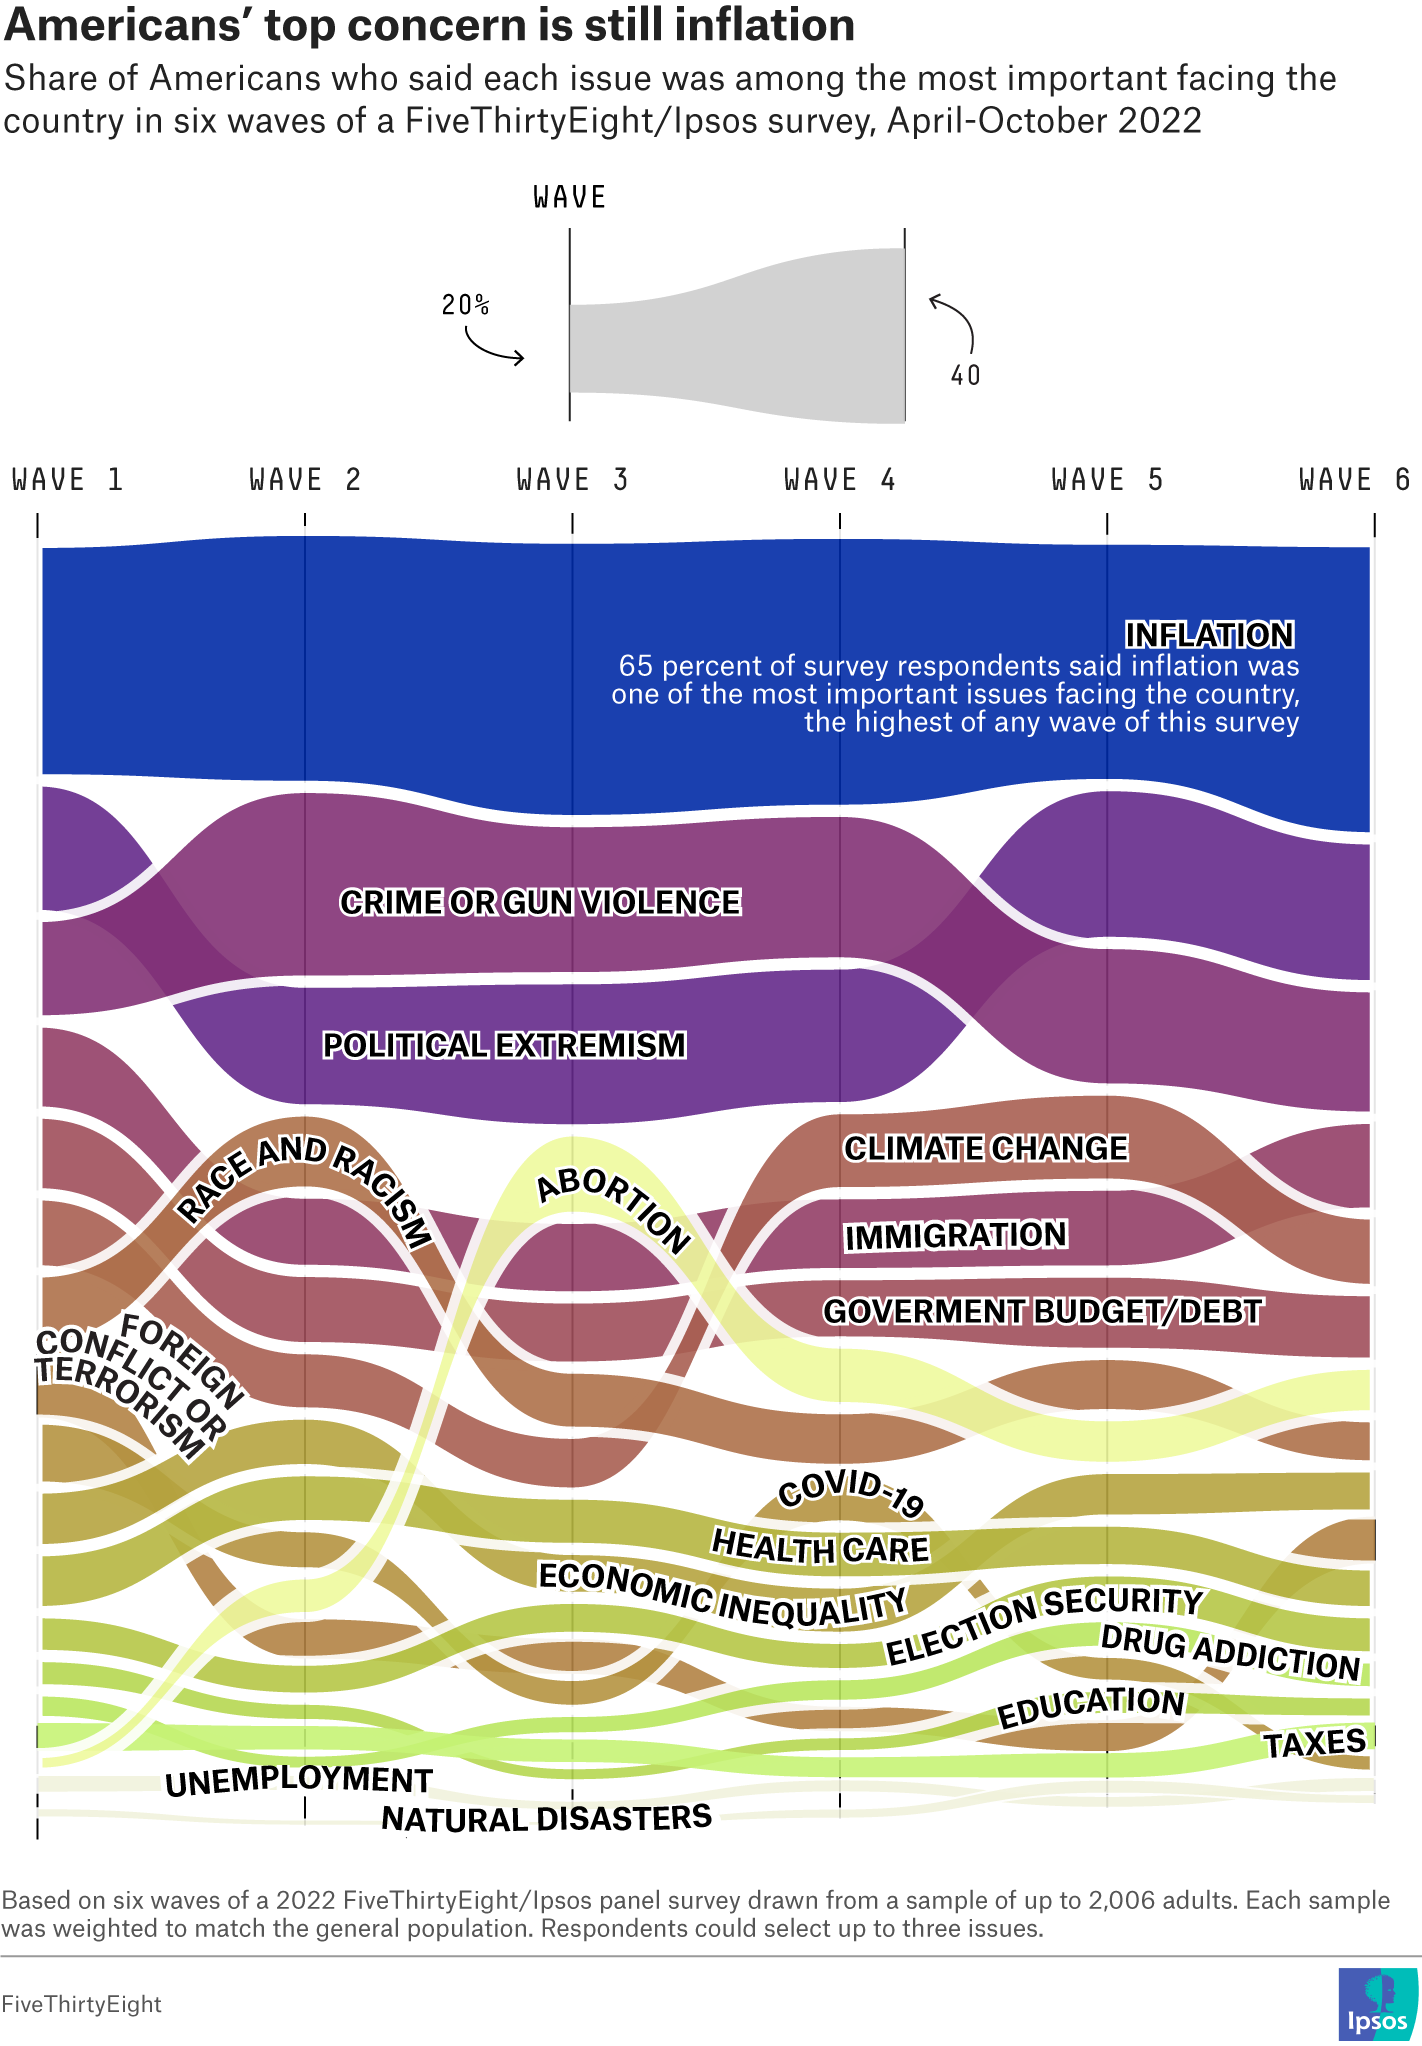 Americans’ top concern is still inflation
Share of Americans who said each issue was among the most important facing the
country in six waves of a FiveThirtyEight/Ipsos survey, April-October 2022
WAVE
20%
40
WAVE 1
WAVE 2
WAVE 3
WAVE 4
WAVE 5
WAVE 6
INFLATION
65 percent of survey respondents said inflation was
one of the most important issues facing the country,
the highest of any wave of this survey
CRIME OR GUN VIOLENCE
POLITICAL EXTREMISM
RACE AND RACISM
ABORTION
CLIMATE CHANGE
IMMIGRATION
GOVERMENT BUDGET/DEBT
FOREIGN
CONFLICT OR
TERRORISM
COVID-19
HEALTH CARE
ECONOMIC INEQUALITY
ELECTION SECURITY
DRUG ADDICTION
EDUCATION
TAXES
UNEMPLOYMENT
NATURAL DISASTERS
Based on six waves of a 2022 FiveThirtyEight/Ipsos panel survey drawn from a sample of up to 2,006 adults. Each sample
was weighted to match the general population. Respondents could select up to three issues.
FiveThirtyEight
Ipsos